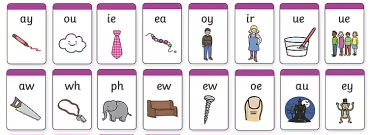 ay ou ie ea oy ir ue ue
aw wh ph ew ew oe au ey